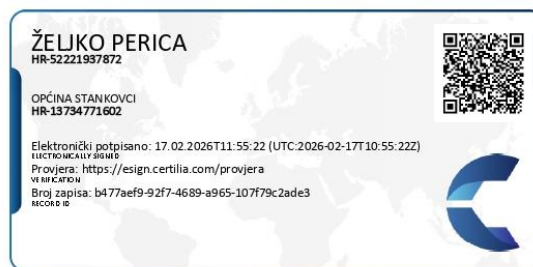 ŽELJKO PERICA
HR-52221937872
OPĆINA STANKOVCI
HR-13734771602
Elektronički potpisano: 17.02.2026T11:55:22 (UTC:2026-02-17T10:55:22Z)
ELECTRONICALLY SIGNED
Provjera: https://esign.certilia.com/provjera
VERIFICATION
Broj zapisa: b477aef9-92f7-4689-a965-107f79c2ade3
RECORD ID